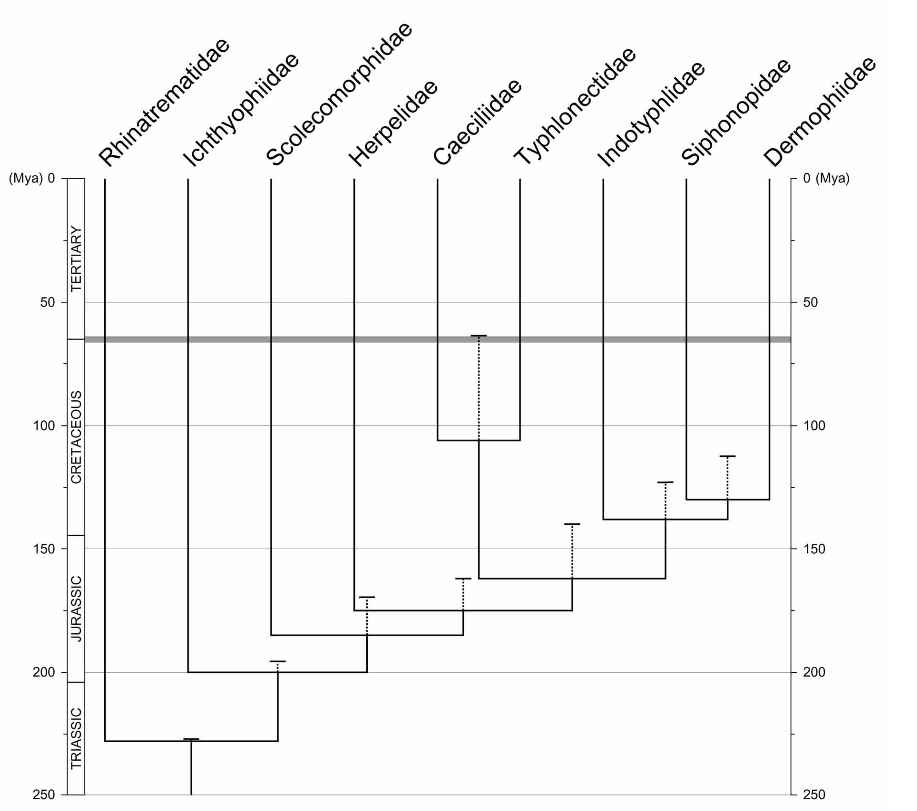 Rhinatrematidae
Ichthyophiidae
Scolecomorphidae
Herpelidae
Caeciliidae
Typhlonectidae
Indotyphlidae
Siphonopidae
Dermophiidae
(Mya) 0
0 (Mya)
TERTIARY
50
50
CRETACEOUS
100
100
150
150
JURASSIC
200
200
TRIASSIC
250
250